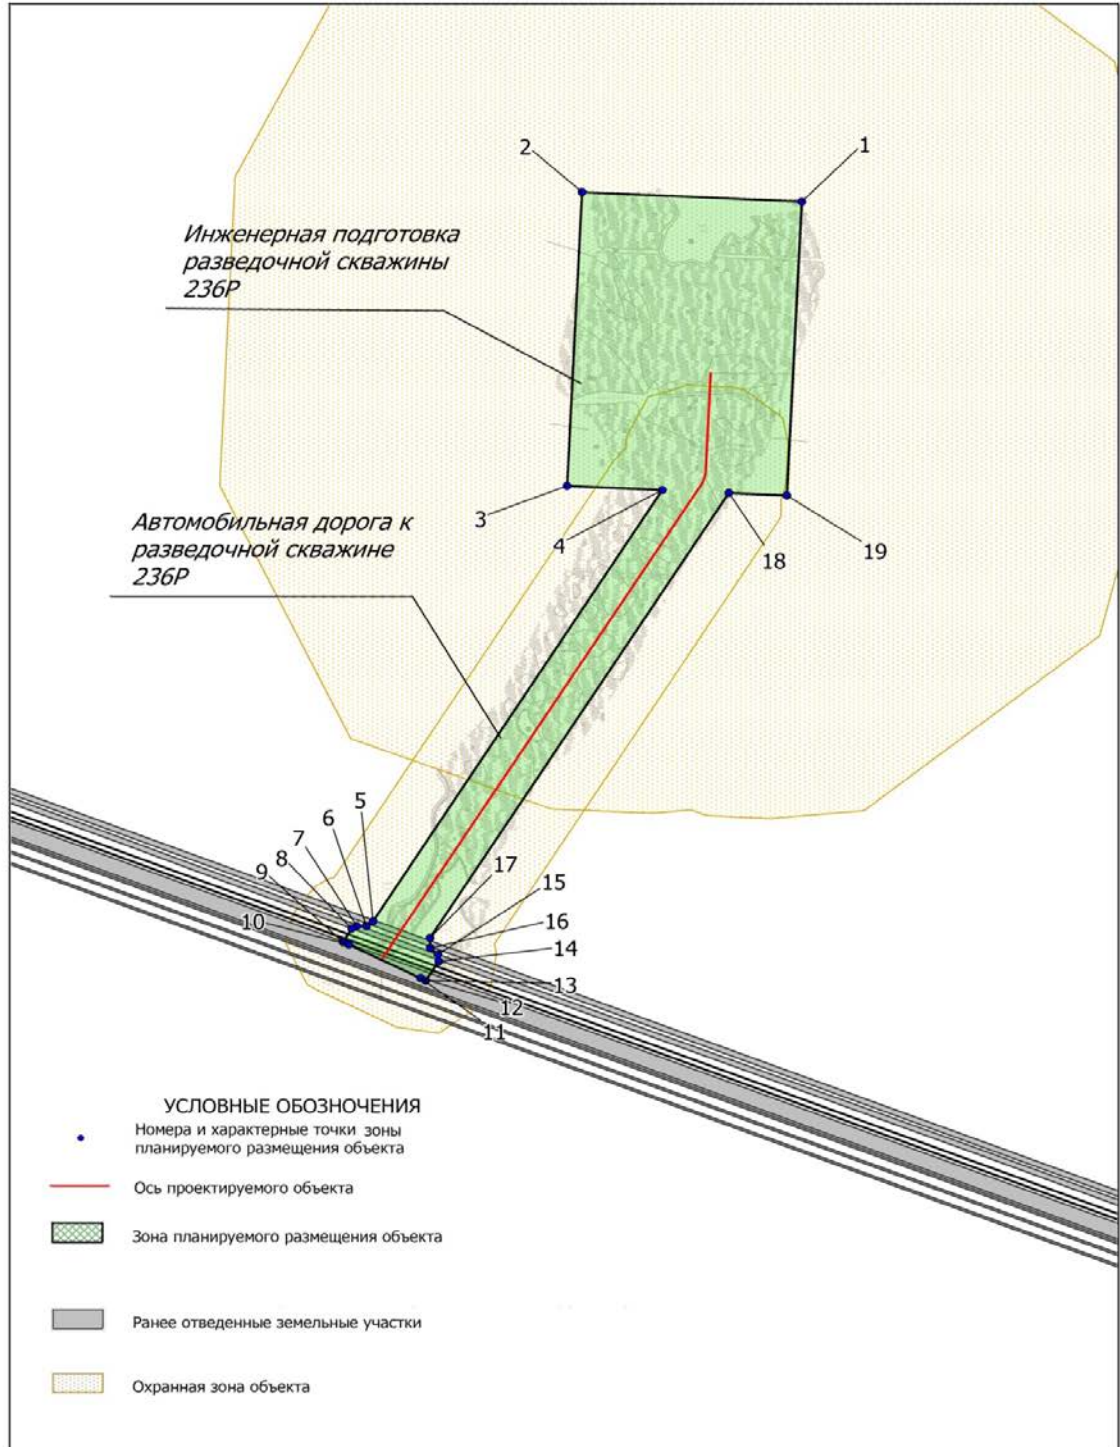 2
1
Инженерная подготовка
разведочной скважины
236Р
3
4
18
19
Автомобильная дорога к
разведочной скважине
236Р
5
6
7
8
9
10
17
15
16
14
13
12
11
УСЛОВНЫЕ ОБОЗНОЧЕНИЯ
Номера и характерные точки зоны
планируемого размещения объекта
Ось проектируемого объекта
Зона планируемого размещения объекта
Ранее отведенные земельные участки
Охранная зона объекта